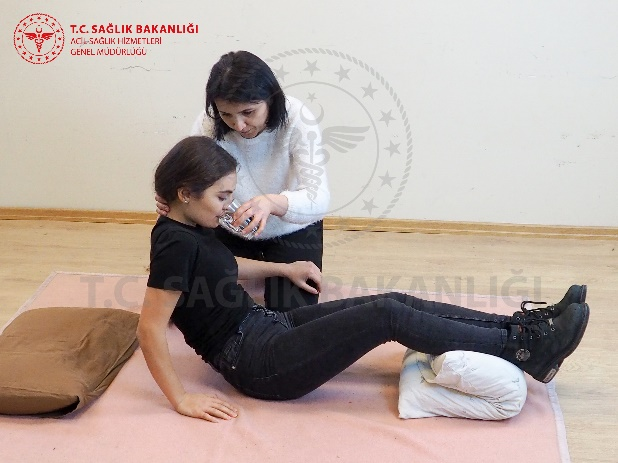 T.C. SAĞLIK BAKANLIĞI
ACİL SAĞLIK HİZMETLERİ
GENEL MÜDÜRLÜĞÜ
T.C. SAĞLIK BAKANLIĞI